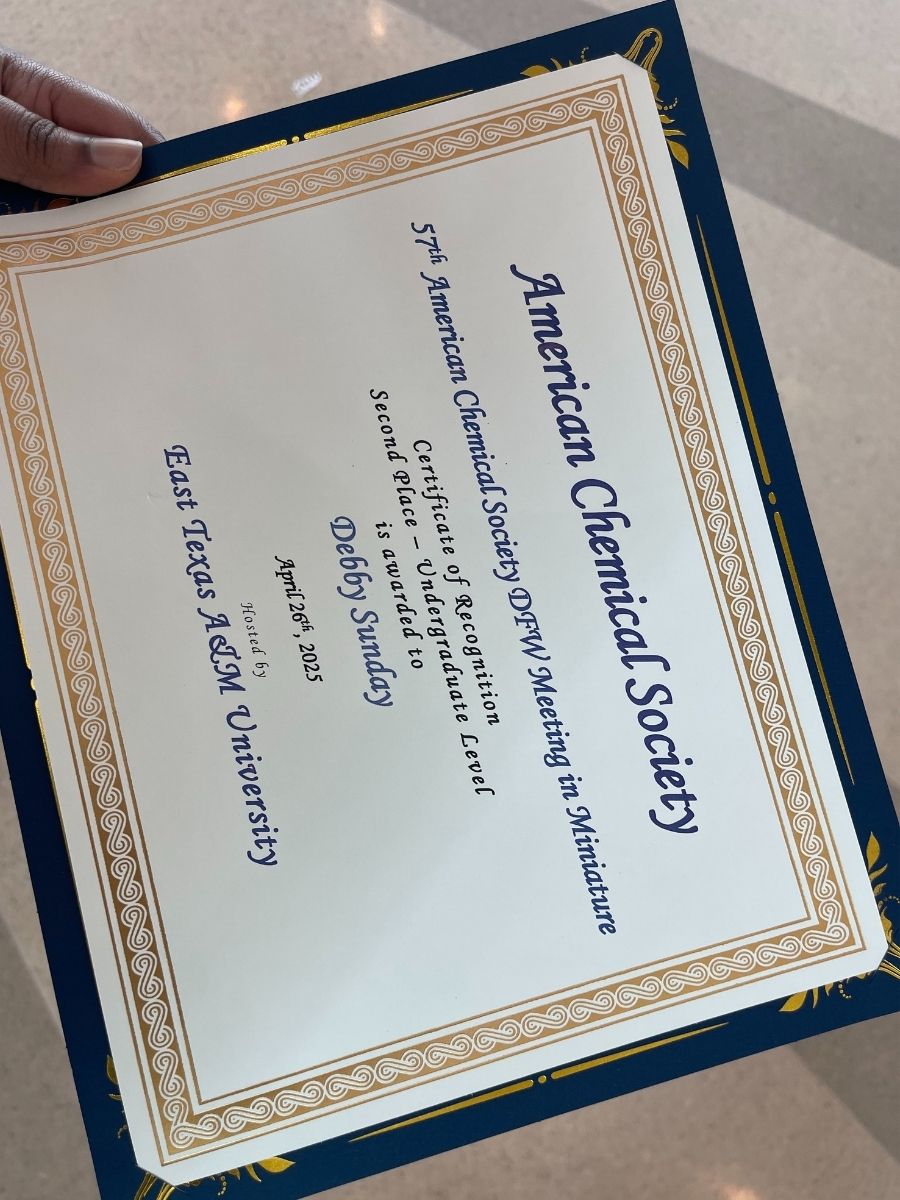 American Chemical Society
57th American Chemical Society DFW Meeting in Miniature
Certificate of Recognition
Second Place – Undergraduate Level
is awarded to
Debby Sunday
April 26th, 2025
Hosted by
East Texas A&M University